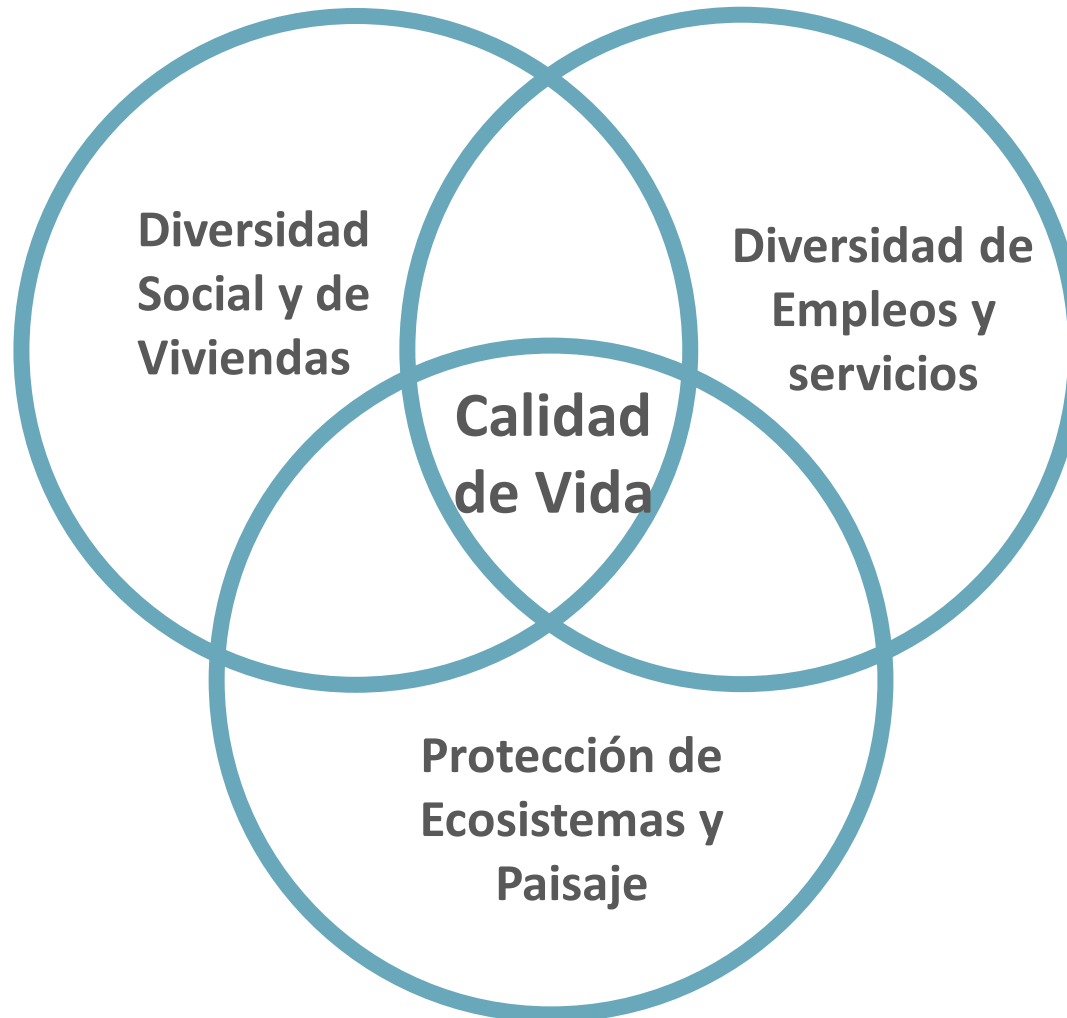 Diversidad
Social y de
Viviendas
Diversidad de
Empleos y
servicios
Calidad
de Vida
Protección de
Ecosistemas y
Paisaje